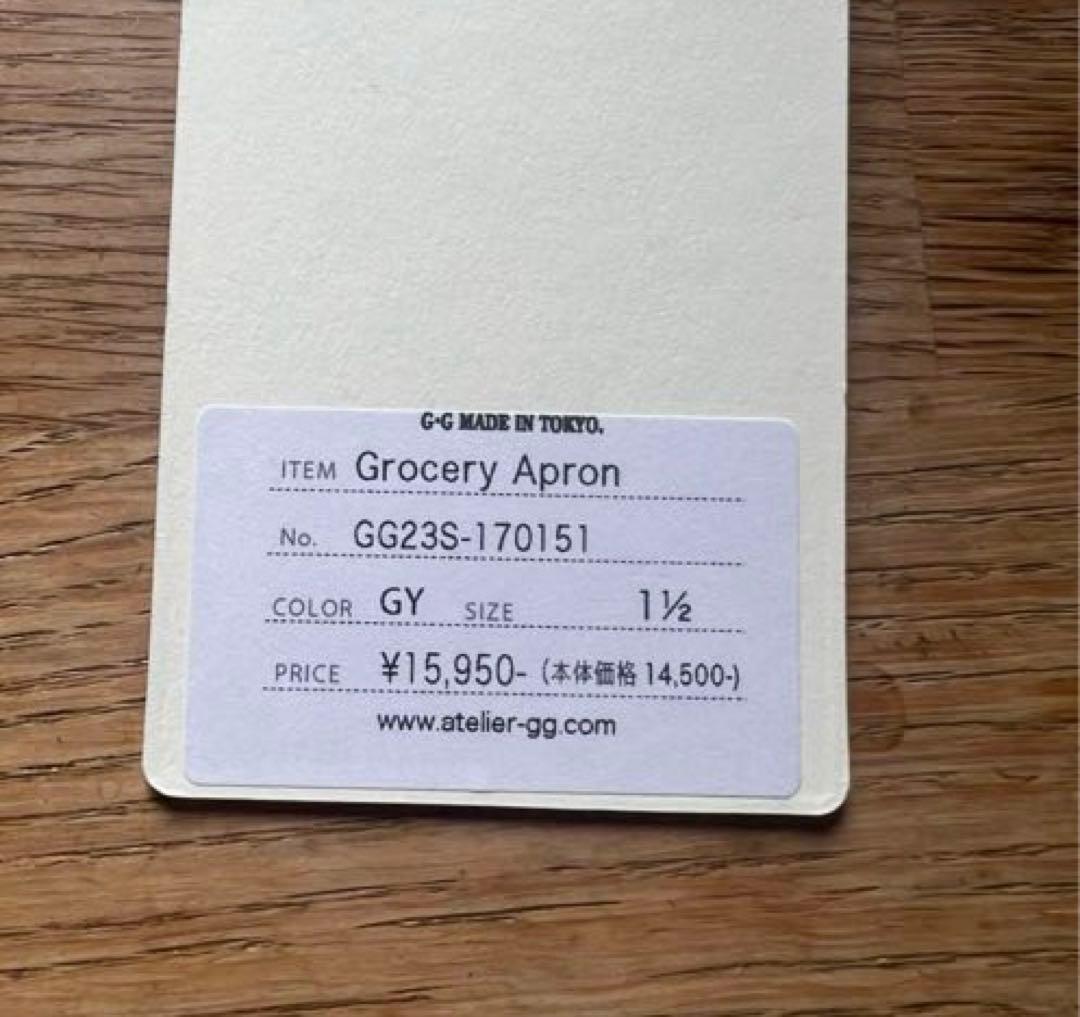 G•G MADE IN TOKYO.
ITEM Grocery Apron
No. GG23S-170151
COLOR GY SIZE 1½
PRICE ¥15,950- (本体価格 14,500-)
www.atelier-gg.com